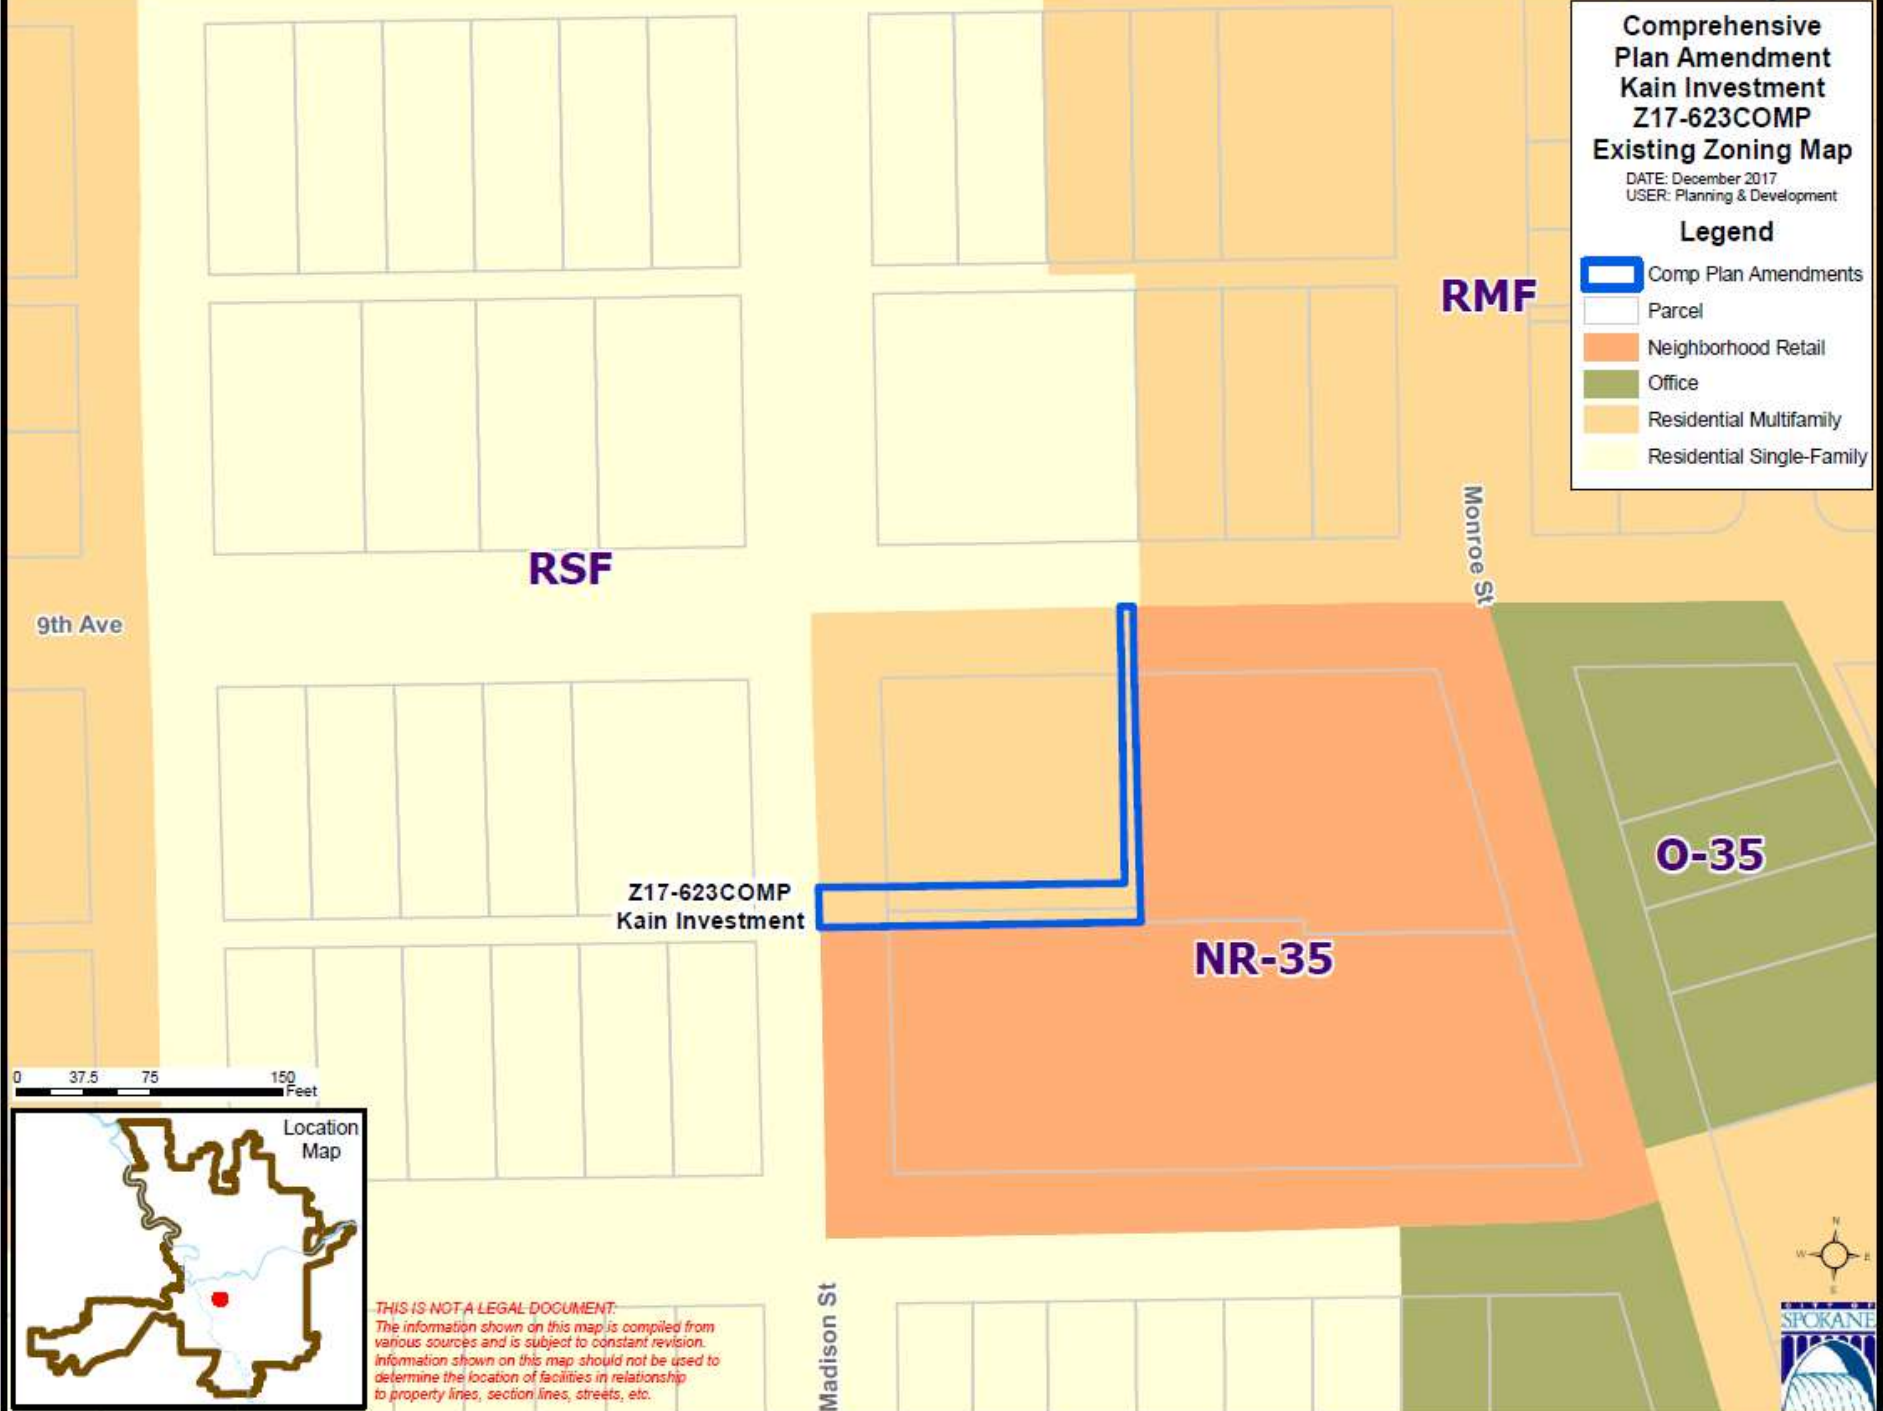 Comprehensive
Plan Amendment
Kain Investment
Z17-623COMP
Existing Zoning Map
DATE: December 2017
USER: Planning & Development
Legend
Comp Plan Amendments
Parcel
Neighborhood Retail
Office
Residential Multifamily
Residential Single-Family
RMF
Monroe St
RSF
9th Ave
O-35
Z17-623COMP
Kain Investment
NR-35
0 37.5 75 150
Feet
Location
Map
THIS IS NOT A LEGAL DOCUMENT:
The information shown on this map is compiled from
various sources and is subject to constant revision.
Information shown on this map should not be used to
determine the location of facilities in relationship
to property lines, section lines, streets, etc.
Madison St
N
W E
S
CITY OF
SPOKANE